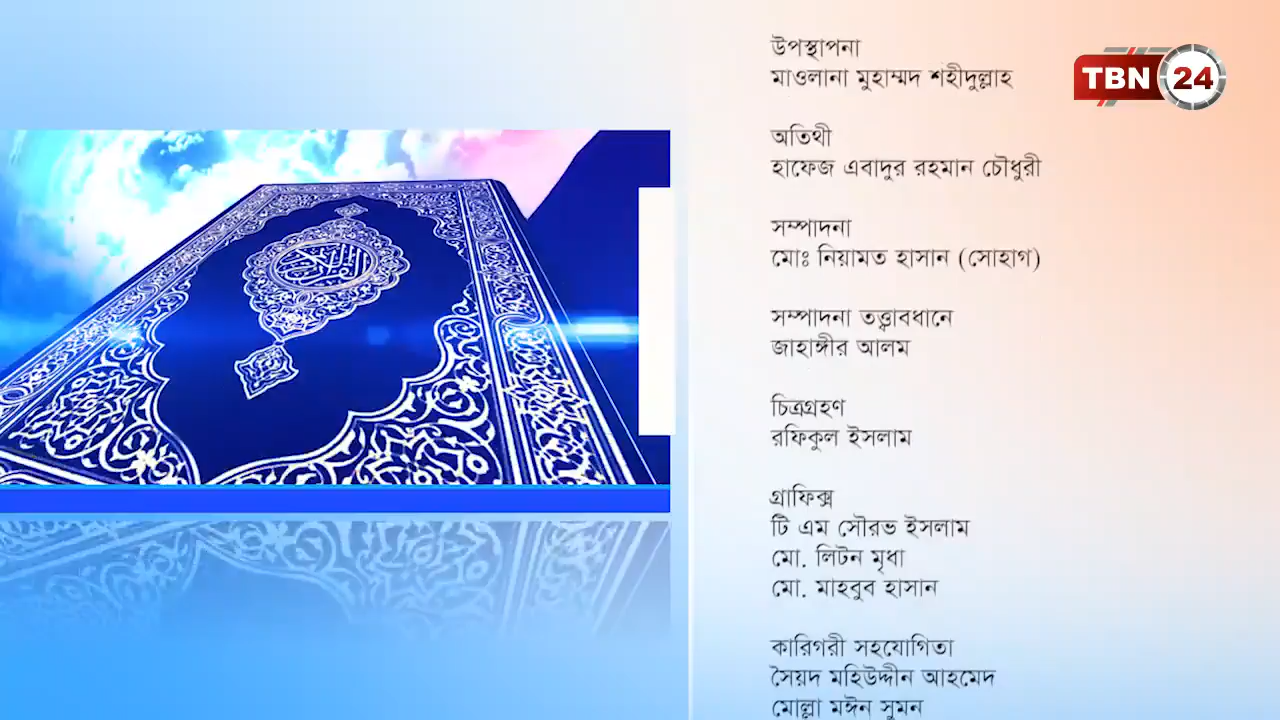 উপস্থাপনা
মাওলানা মুহাম্মদ শহীদুল্লাহ
TBN 24
অতিথী
হাফেজ এবাদুর রহমান চৌধুরী
সম্পাদনা
মোঃ নিয়ামত হাসান (সোহাগ)
সম্পাদনা তত্ত্বাবধানে
জাহাঙ্গীর আলম
চিত্রগ্রহণ
রফিকুল ইসলাম
গ্রাফিক্স
টি এম সৌরভ ইসলাম
মো. লিটন মৃধা
মো. মাহবুব হাসান
কারিগরী সহযোগিতা
সৈয়দ মহিউদ্দীন আহমেদ
মোল্লা মঈন সুমন